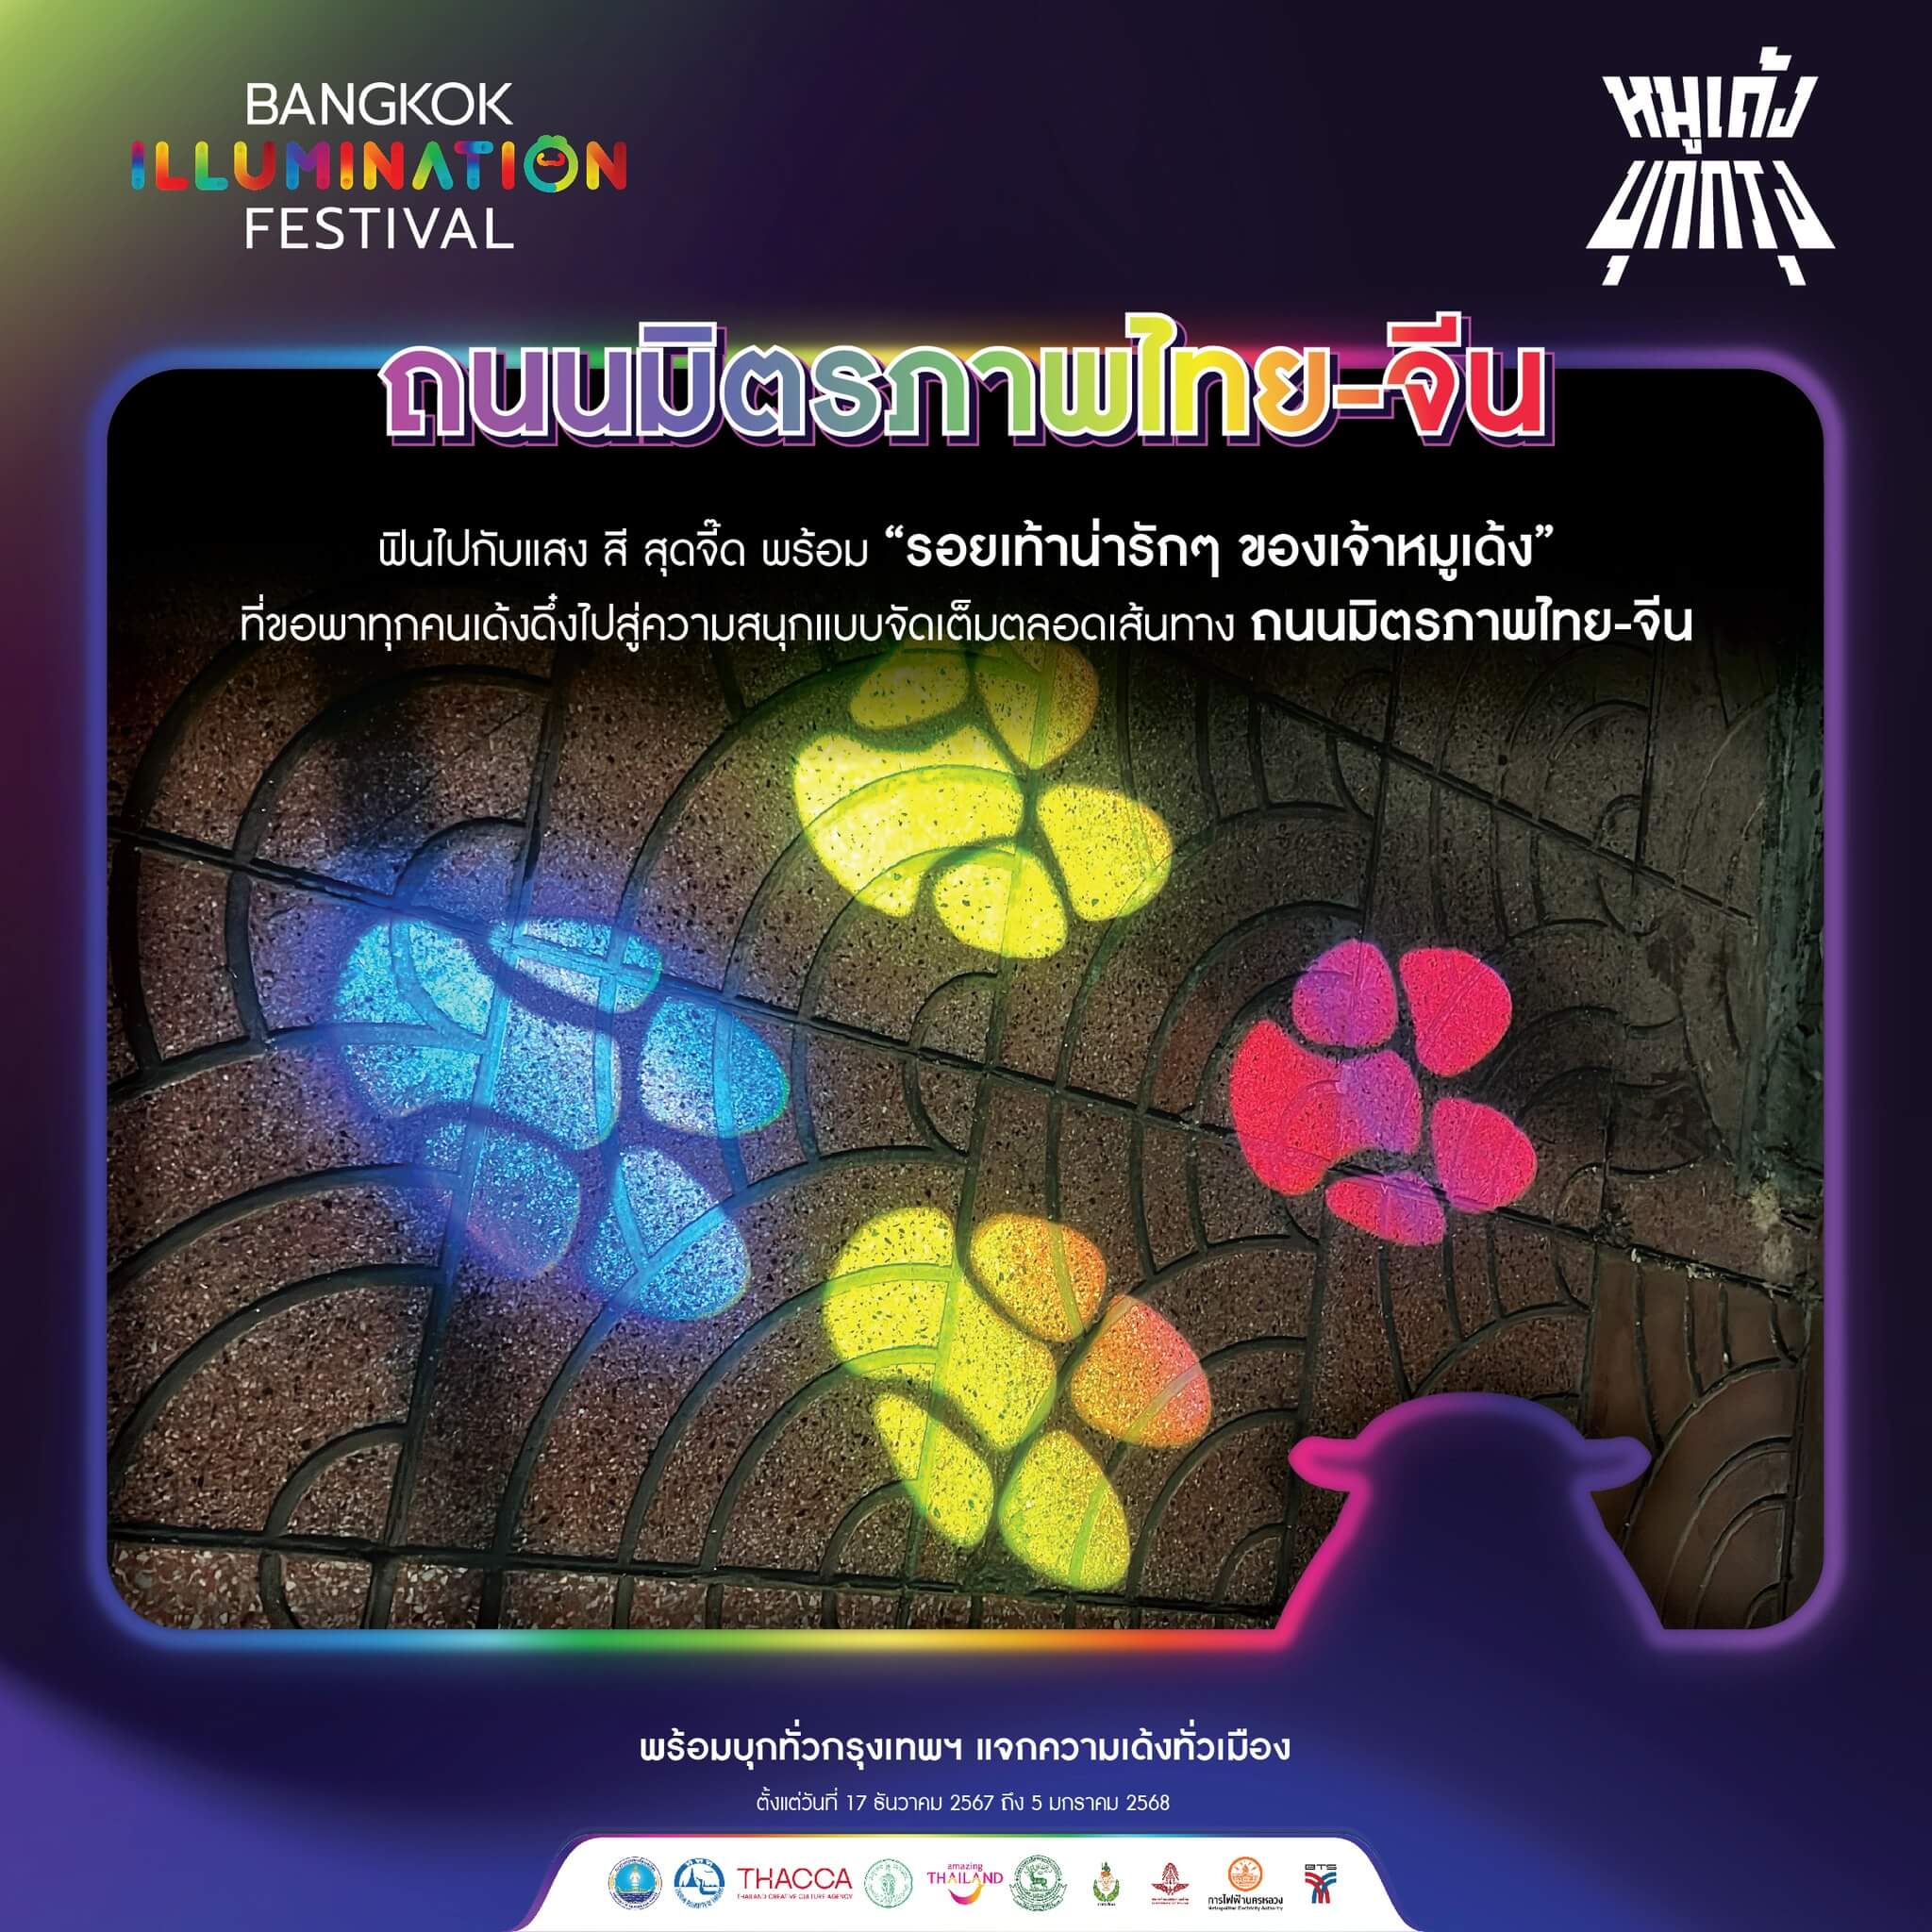 BANGKOK
ILLUMINATION
FESTIVAL
หมูเด้ง
บุกกรุง
ถนนมิตรภาพไทย-จีน
ฟินไปกับแสง สี สุดจี๊ด พร้อม “รอยเท้าน่ารักๆ ของเจ้าหมูเด้ง”
ที่ขอพาทุกคนเด้งดึ๋งไปสู่ความสนุกแบบจัดเต็มตลอดเส้นทาง ถนนมิตรภาพไทย-จีน
พร้อมบุกทั่วกรุงเทพฯ แจกความเด้งทั่วเมือง
ตั้งแต่วันที่ 17 ธันวาคม 2567 ถึง 5 มกราคม 2568
THACCA
THAILAND CREATIVE CULTURE AGENCY
amazing
THAILAND
การไฟฟ้านครหลวง
Metropolitan Electricity Authority
BTS